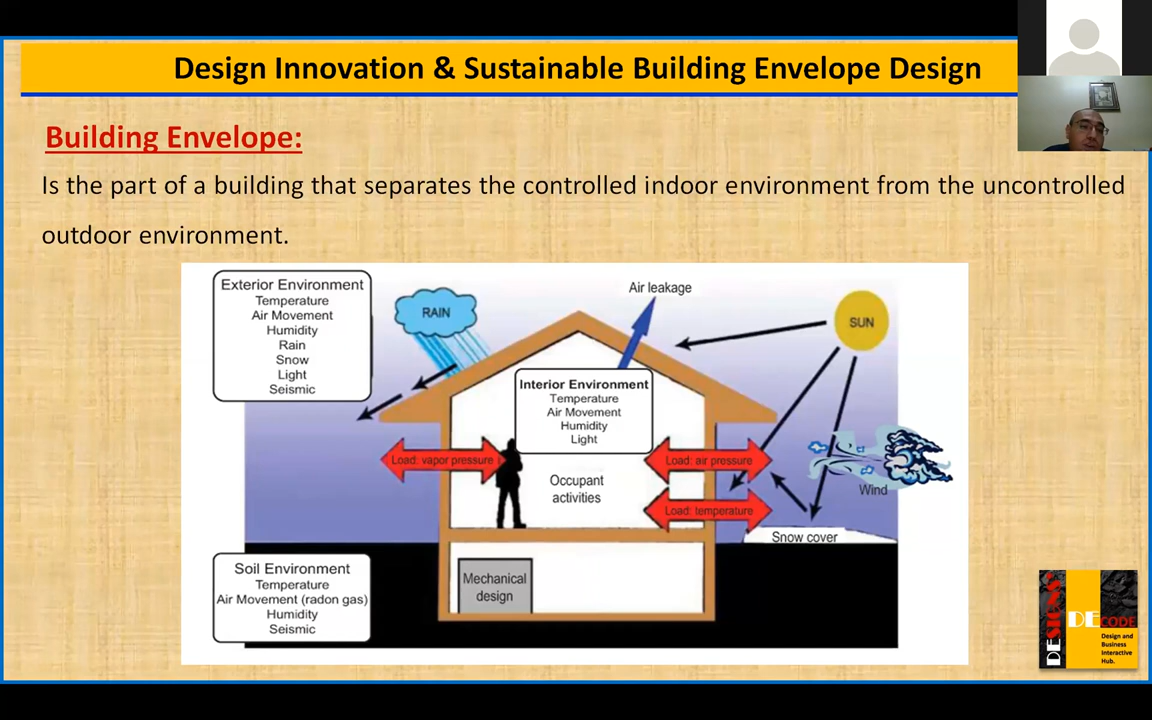 Design Innovation & Sustainable Building Envelope Design
Building Envelope:
Is the part of a building that separates the controlled indoor environment from the uncontrolled
outdoor environment.
Exterior Environment
Temperature
Air Movement
Humidity
Rain
Snow
Light
Seismic
RAIN
Air leakage
SUN
Interior Environment
Temperature
Air Movement
Humidity
Light
Load: vapor pressure
Load: air pressure
Occupant
activities
Load: temperature
Wind
Snow cover
Soil Environment
Temperature
Air Movement (radon gas)
Humidity
Seismic
Mechanical
design
DESIGNS
DECODE
Design and
Business
Interactive
Hub.